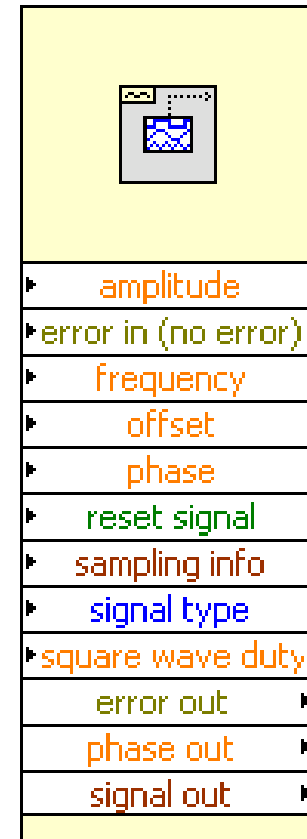 amplitude
error in (no error)
frequency
offset
phase
reset signal
sampling info
signal type
square wave duty
error out
phase out
signal out